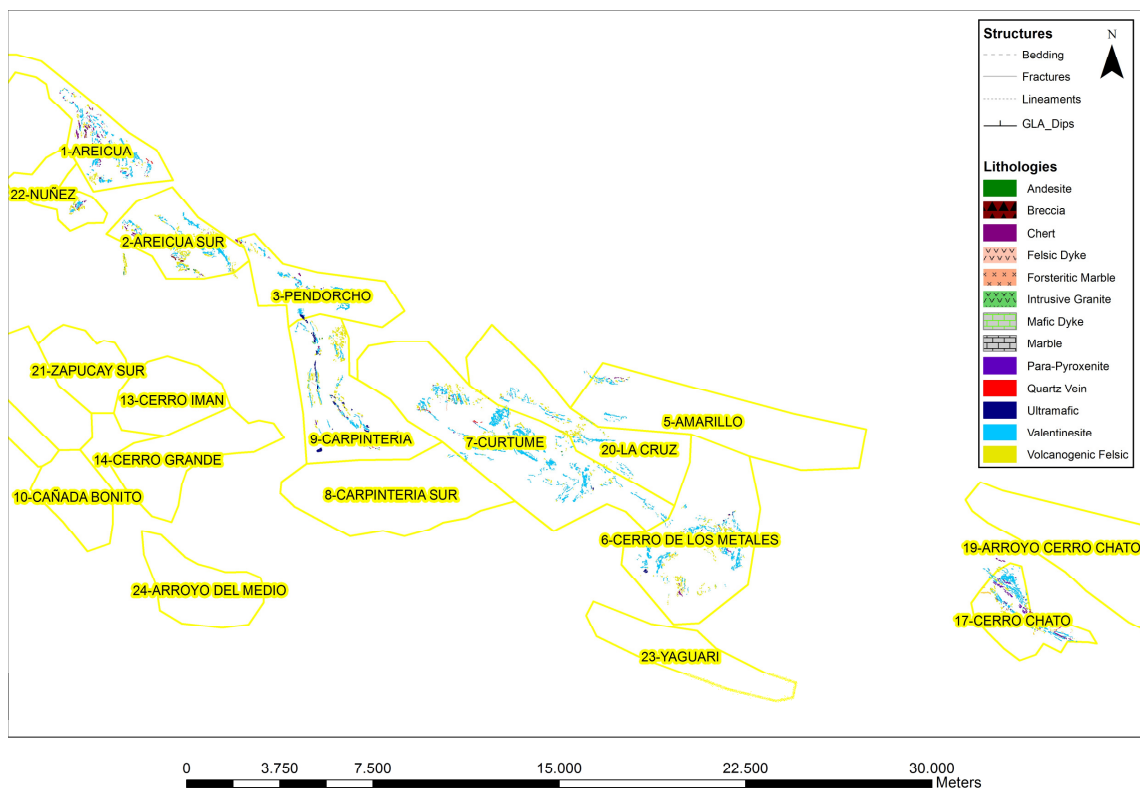 Structures
N
Bedding
Fractures
Lineaments
GLA_Dips
Lithologies
Andesite
Breccia
Chert
Felsic Dyke
Forsteritic Marble
Intrusive Granite
Mafic Dyke
Marble
Para-Pyroxenite
Quartz Vein
Ultramafic
Valentinesite
Volcanogenic Felsic
1-AREICUA
22-NUÑEZ
2-AREICUA SUR
3-PENDORCHO
21-ZAPUCAY SUR
13-CERRO IMAN
5-AMARILLO
9-CARPINTERIA
7-CURTUME
20-LA CRUZ
14-CERRO GRANDE
10-CAÑADA BONITO
8-CARPINTERIA SUR
6-CERRO DE LOS METALES
19-ARROYO CERRO CHATO
24-ARROYO DEL MEDIO
17-CERRO CHATO
23-YAGUARI
0 3.750 7.500 15.000 22.500 30.000
Meters